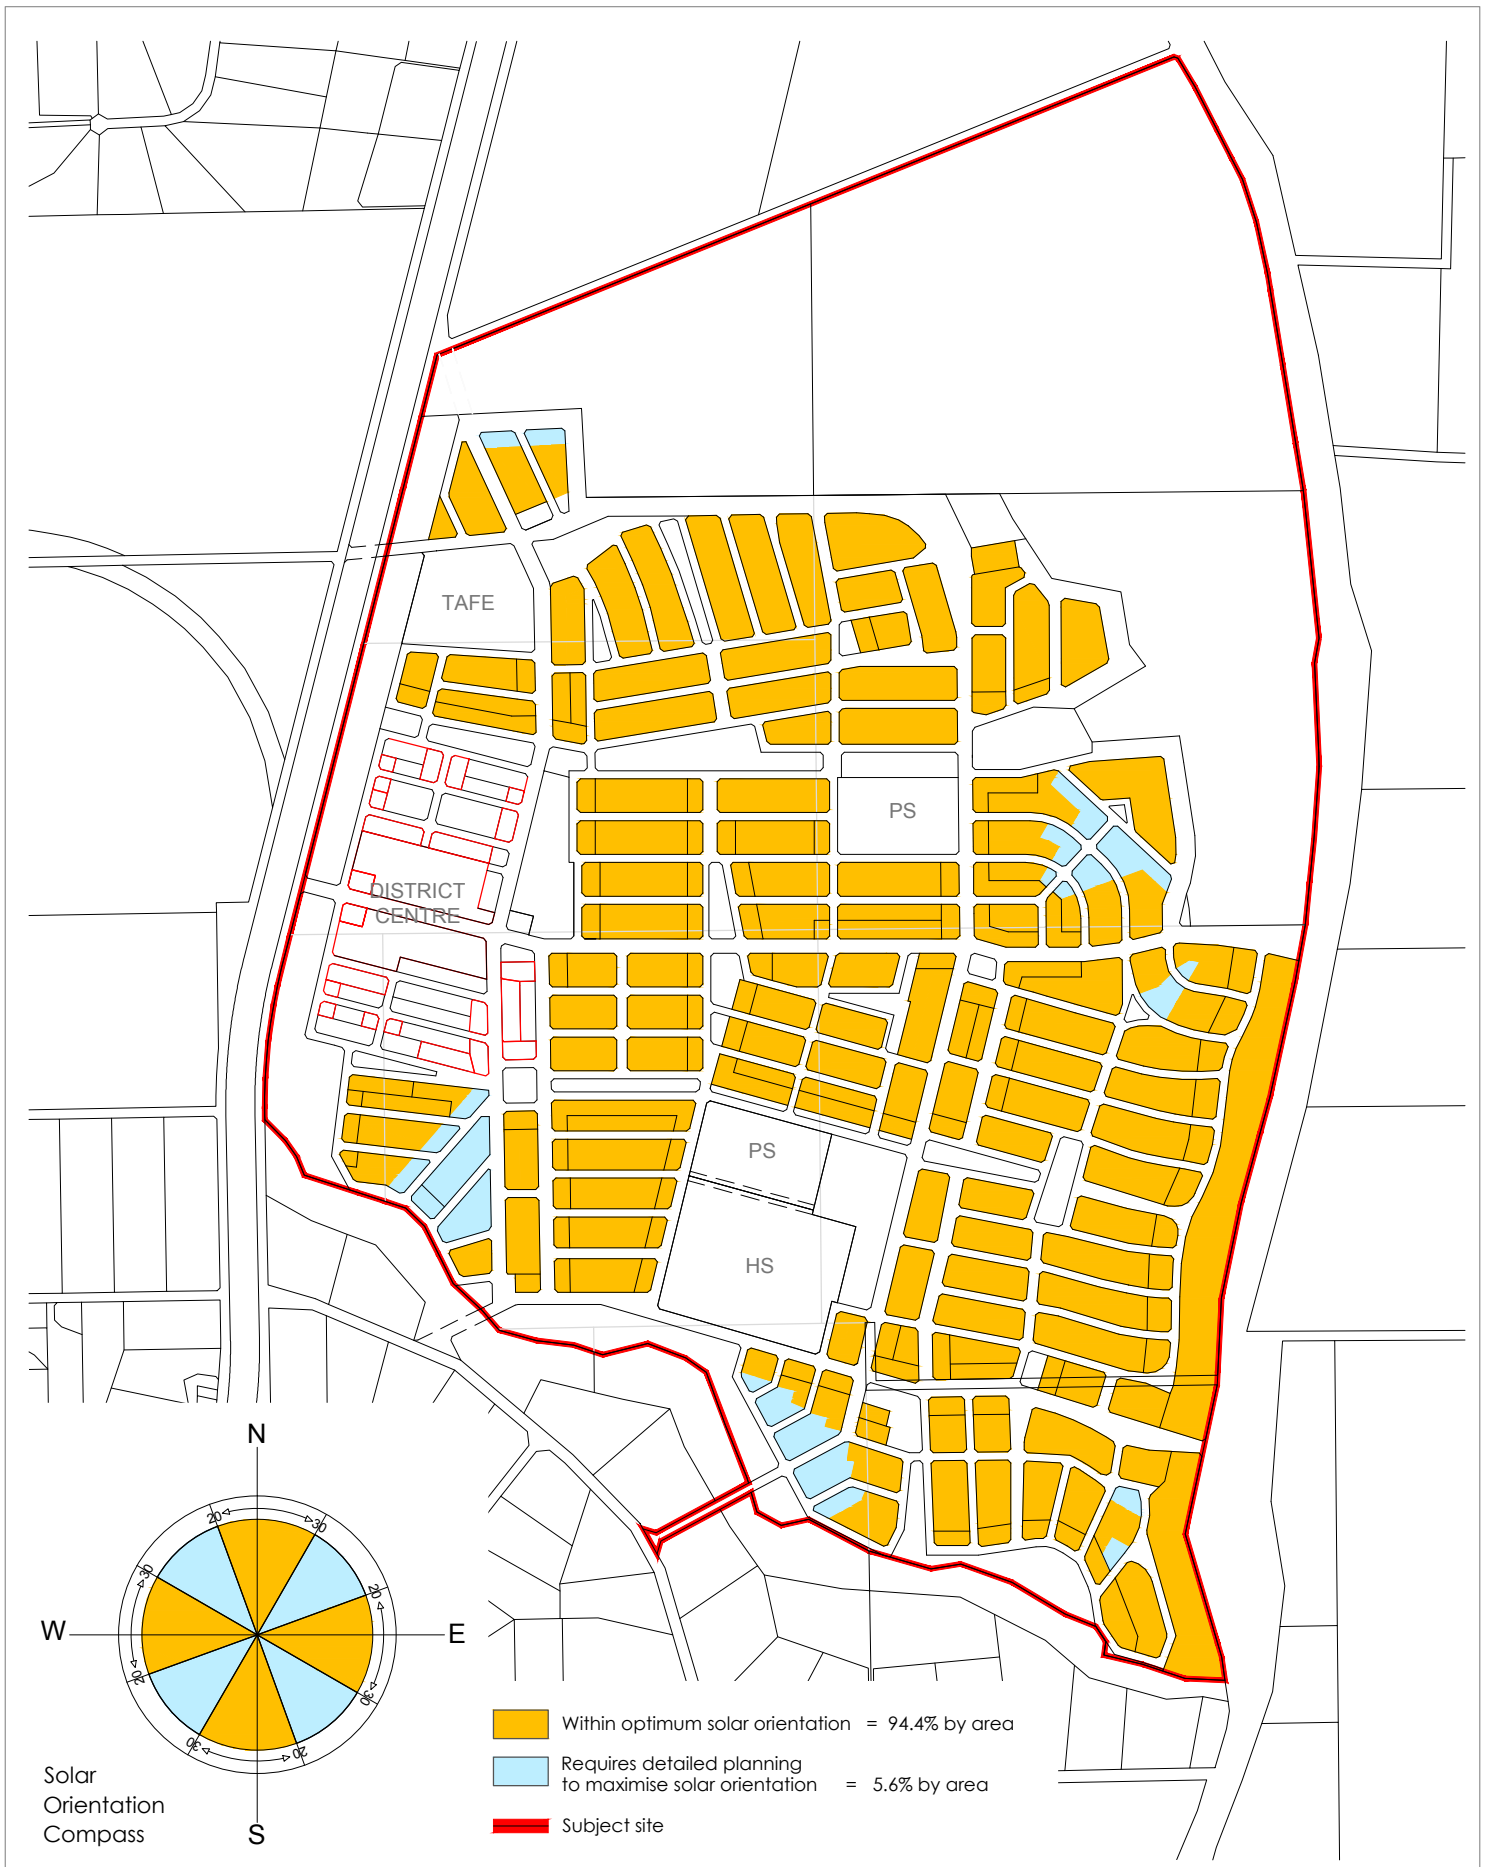 TAFE
PS
DISTRICT
CENTRE
PS
HS
N
20
30
30
20
W
E
20
30
30
20
S
Solar
Orientation
Compass
Within optimum solar orientation = 94.4% by area
Requires detailed planning
to maximise solar orientation = 5.6% by area
Subject site